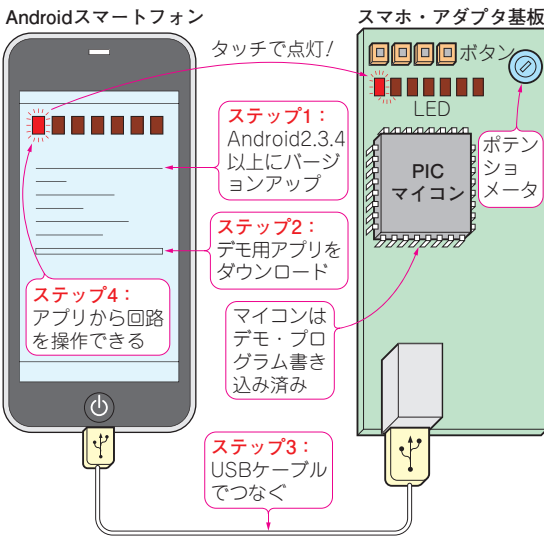 Androidスマートフォン
スマホ・アダプタ基板
タッチで点灯!
ボタン
LED
ポテン
ショ
メータ
PIC
マイコン
ステップ1：
Android2.3.4
以上にバージ
ョンアップ
ステップ2：
デモ用アプリを
ダウンロード
ステップ4：
アプリから回路
を操作できる
マイコンは
デモ・プロ
グラム書き
込み済み
ステップ3：
USBケーブル
でつなぐ